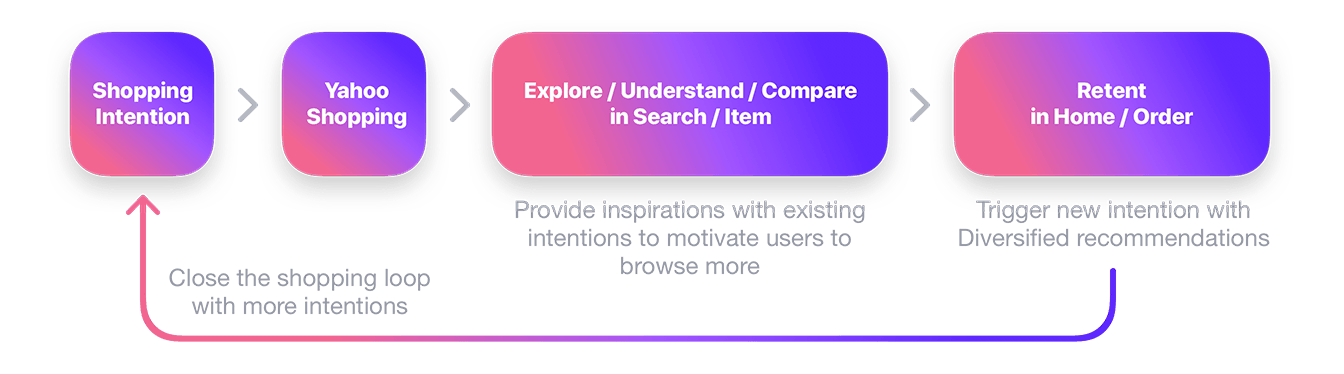 Shopping
Intention
Yahoo
Shopping
Explore / Understand / Compare
in Search / Item
Retent
in Home / Order
Provide inspirations with existing
intentions to motivate users to
browse more
Trigger new intention with
Diversified recommendations
Close the shopping loop
with more intentions